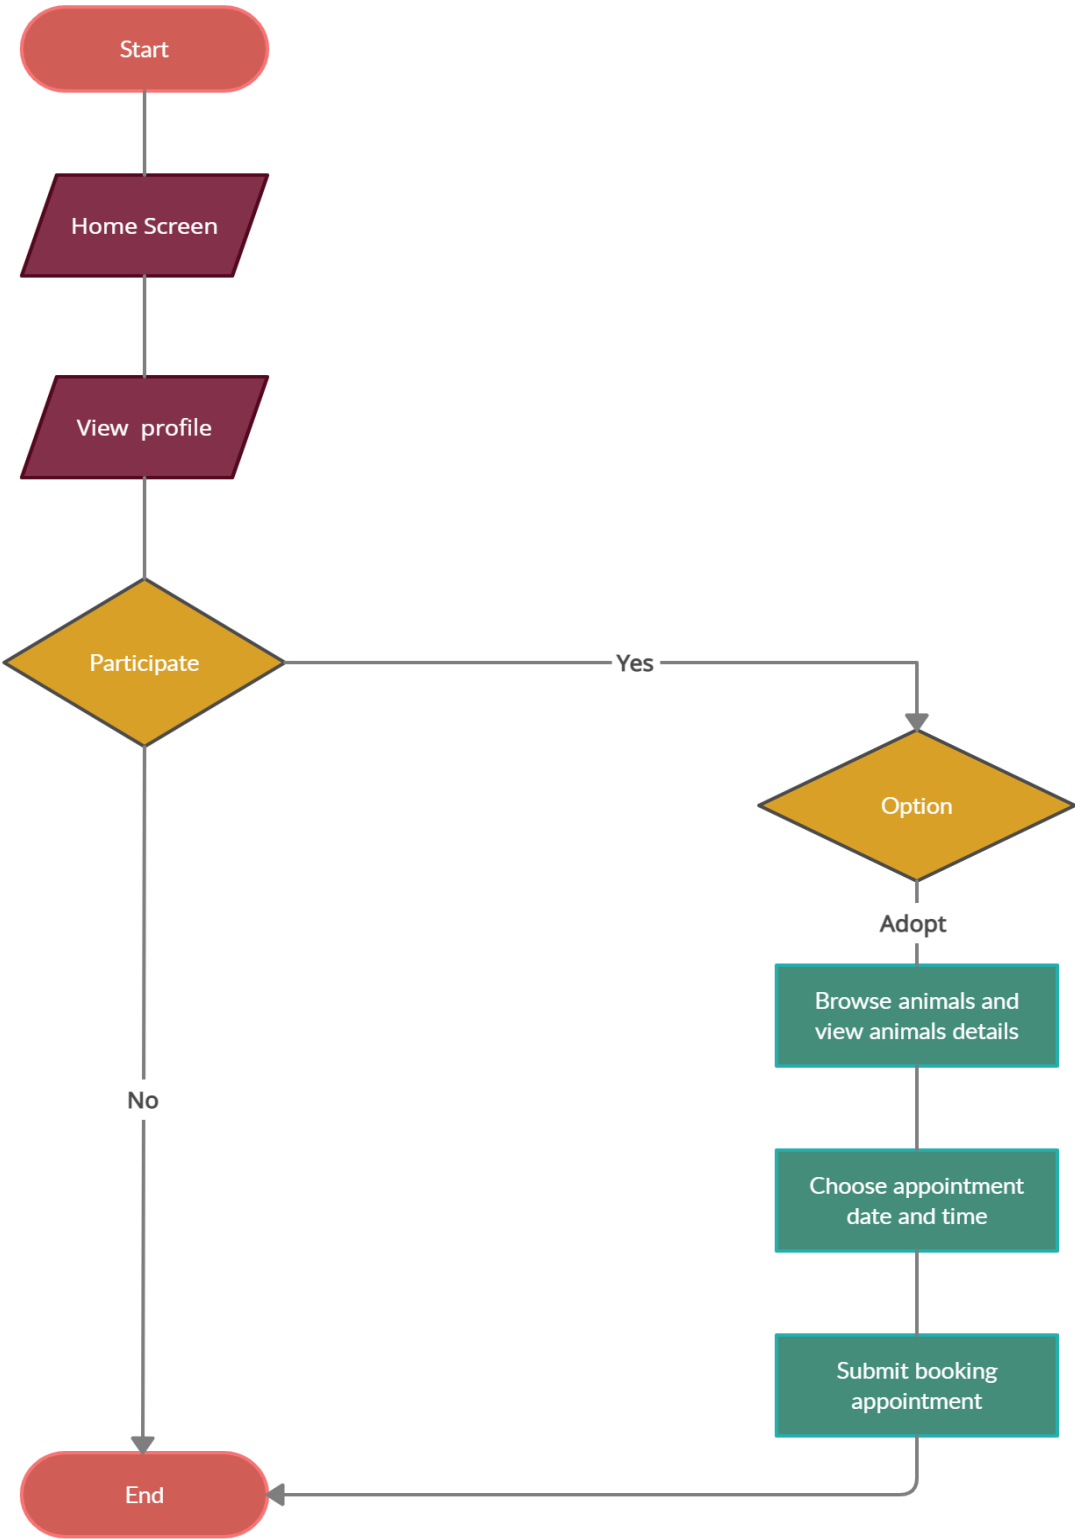 Start
Home Screen
View  profile
Participate
Yes
Option
Adopt
Browse animals and
view animals details
No
Choose appointment
date and time
Submit booking
appointment
End